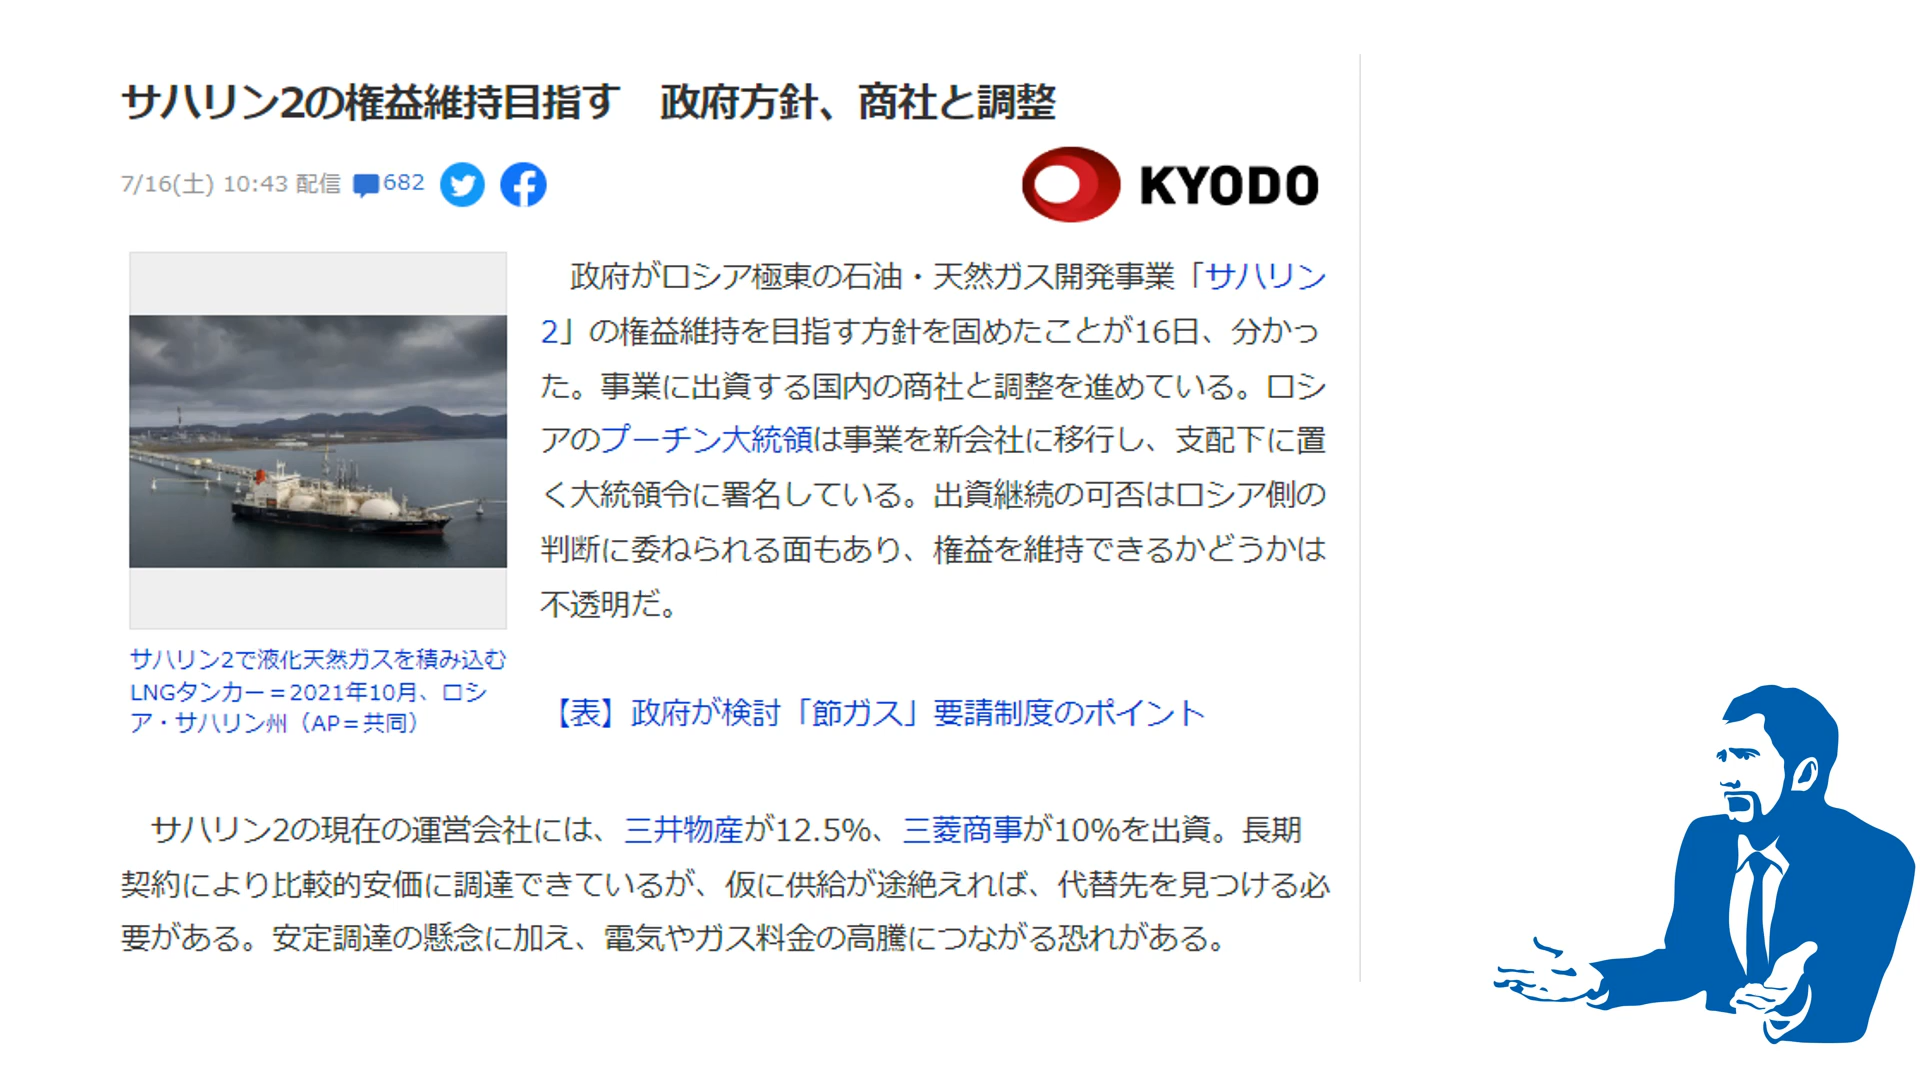 サハリン2の権益維持目指す　政府方針、商社と調整
7/16(土) 10:43 配信 682
KYODO
政府がロシア極東の石油・天然ガス開発事業「サハリン
2」の権益維持を目指す方針を固めたことが16日、分かっ
た。事業に出資する国内の商社と調整を進めている。ロシ
アのプーチン大統領は事業を新会社に移行し、支配下に置
く大統領令に署名している。出資継続の可否はロシア側の
判断に委ねられる面もあり、権益を維持できるかどうかは
不透明だ。
サハリン2で液化天然ガスを積み込む
LNGタンカー＝2021年10月、ロシ
ア・サハリン州（AP＝共同）
【表】政府が検討「節ガス」要請制度のポイント
サハリン2の現在の運営会社には、三井物産が12.5%、三菱商事が10%を出資。長期
契約により比較的安価に調達できているが、仮に供給が途絶えれば、代替先を見つける必
要がある。安定調達の懸念に加え、電気やガス料金の高騰につながる恐れがある。